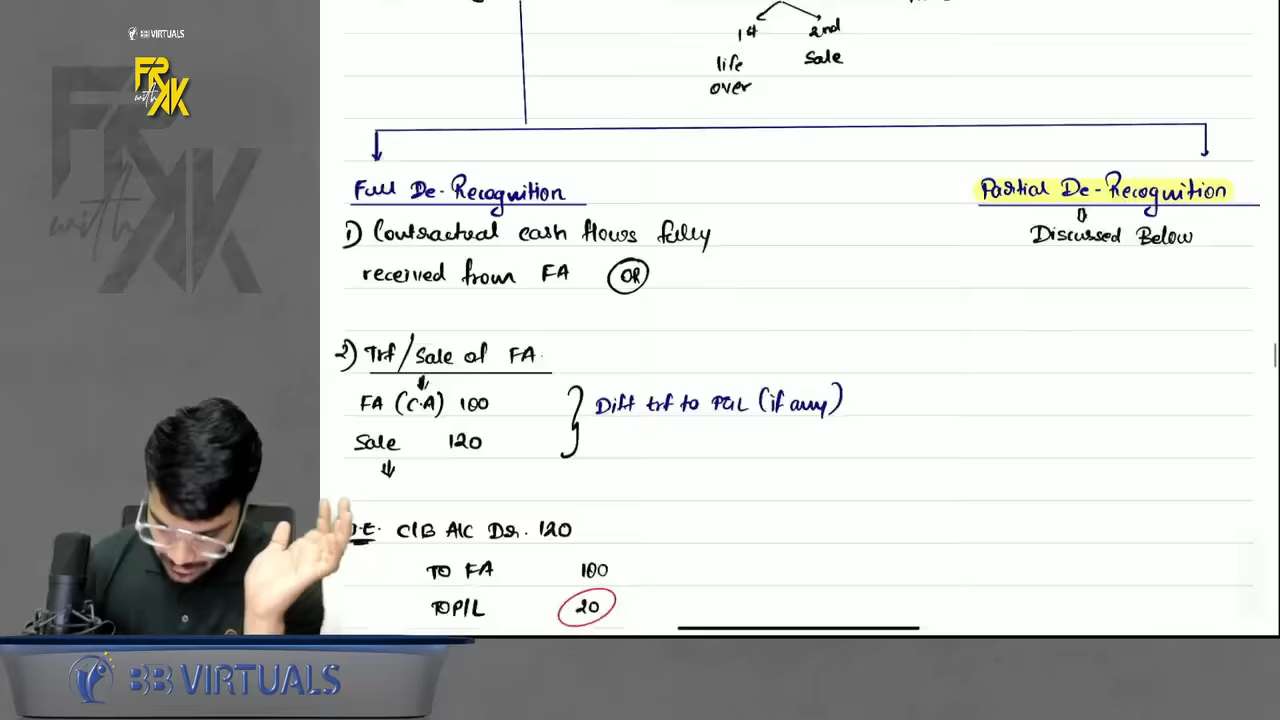 BB VIRTUALS
FR
with
KK
1st 2nd
life Sale
over
Full De-Recognition
Partial De-Recognition
Discussed Below
1) Contractual cash flows fully
received from FA OR
2) Trf/Sale of FA.
FA (C.A) 100
Sale 120
Diff trf to P&L (if any)
J.E. C/B A/C Dr. 120
TO FA 100
TO P/L 20
BB VIRTUALS